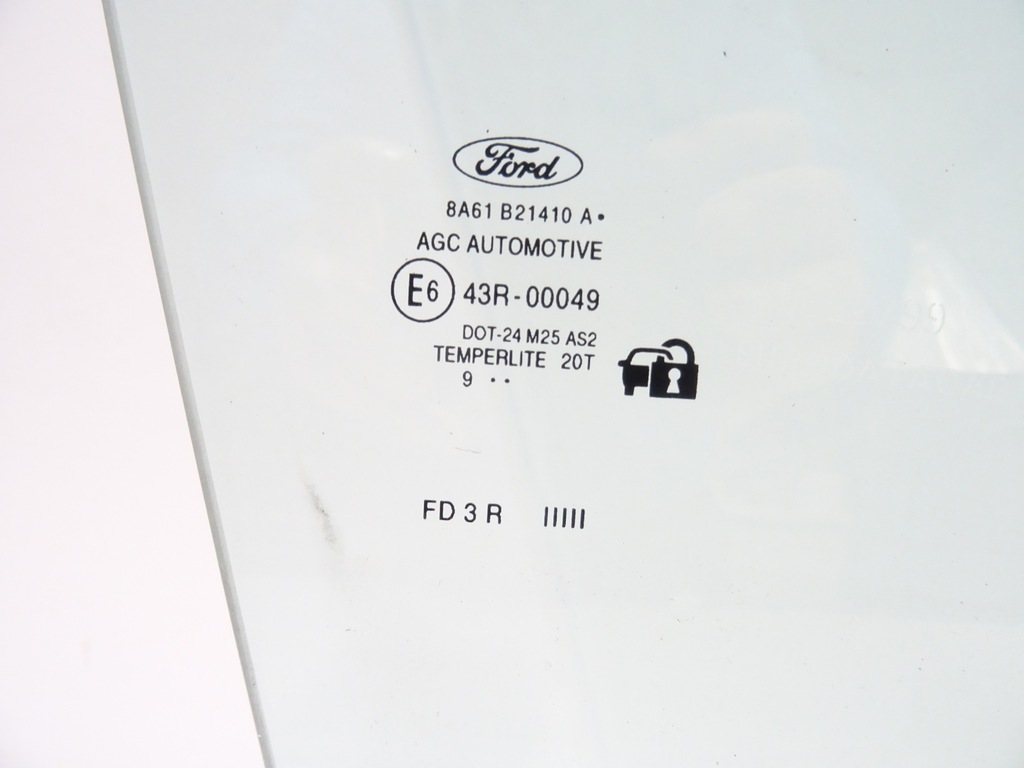 Ford
8A61 B21410 A•
AGC AUTOMOTIVE
E6 43R-00049
DOT-24 M25 AS2
TEMPERLITE 20T
9 ••
FD 3 R IIIII